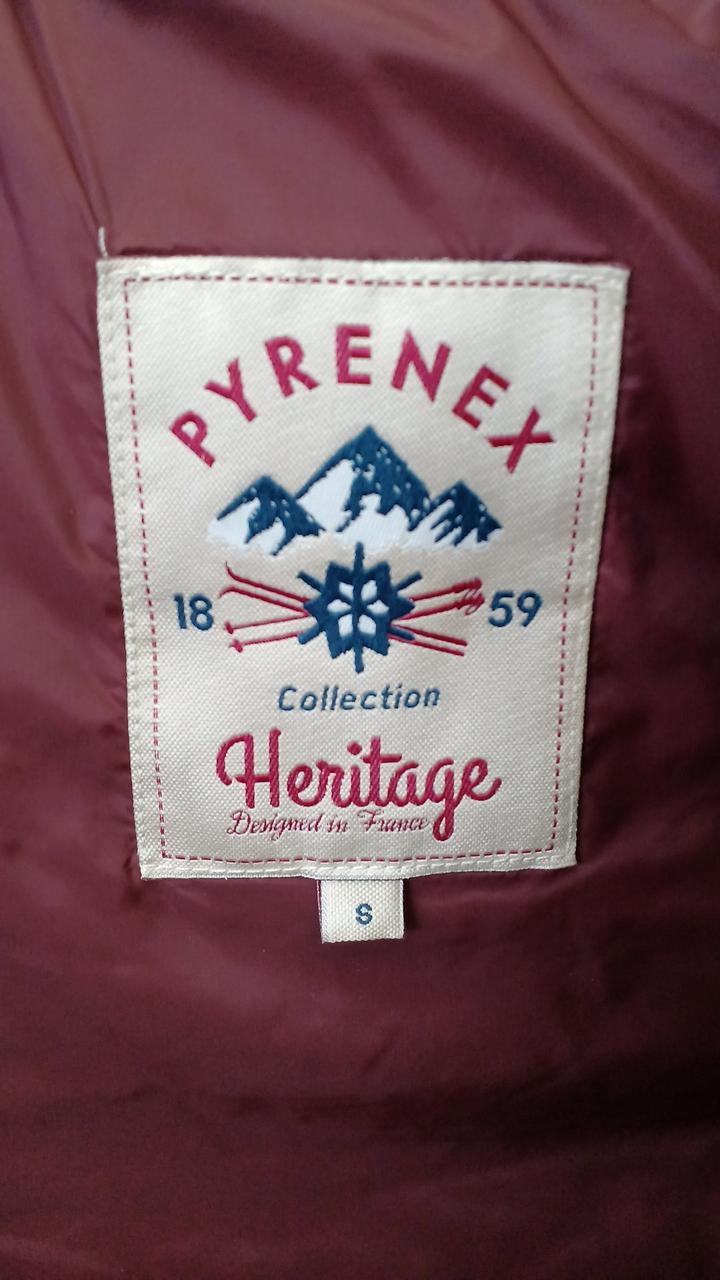 PYRENEX
18 59
Collection
Heritage
Designed in France
S